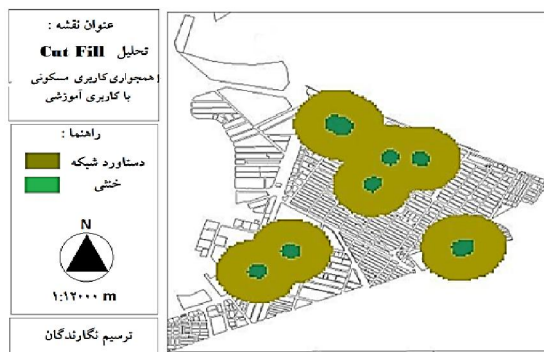 عنوان نقشه :
تحلیل Cut Fill
همجواری کاربری مسکونی
با کاربری آموزشی
راهنما :
دستاورد شبکه
خنثی
N
۱:۱۲۰۰۰ m
ترسیم نگارندگان